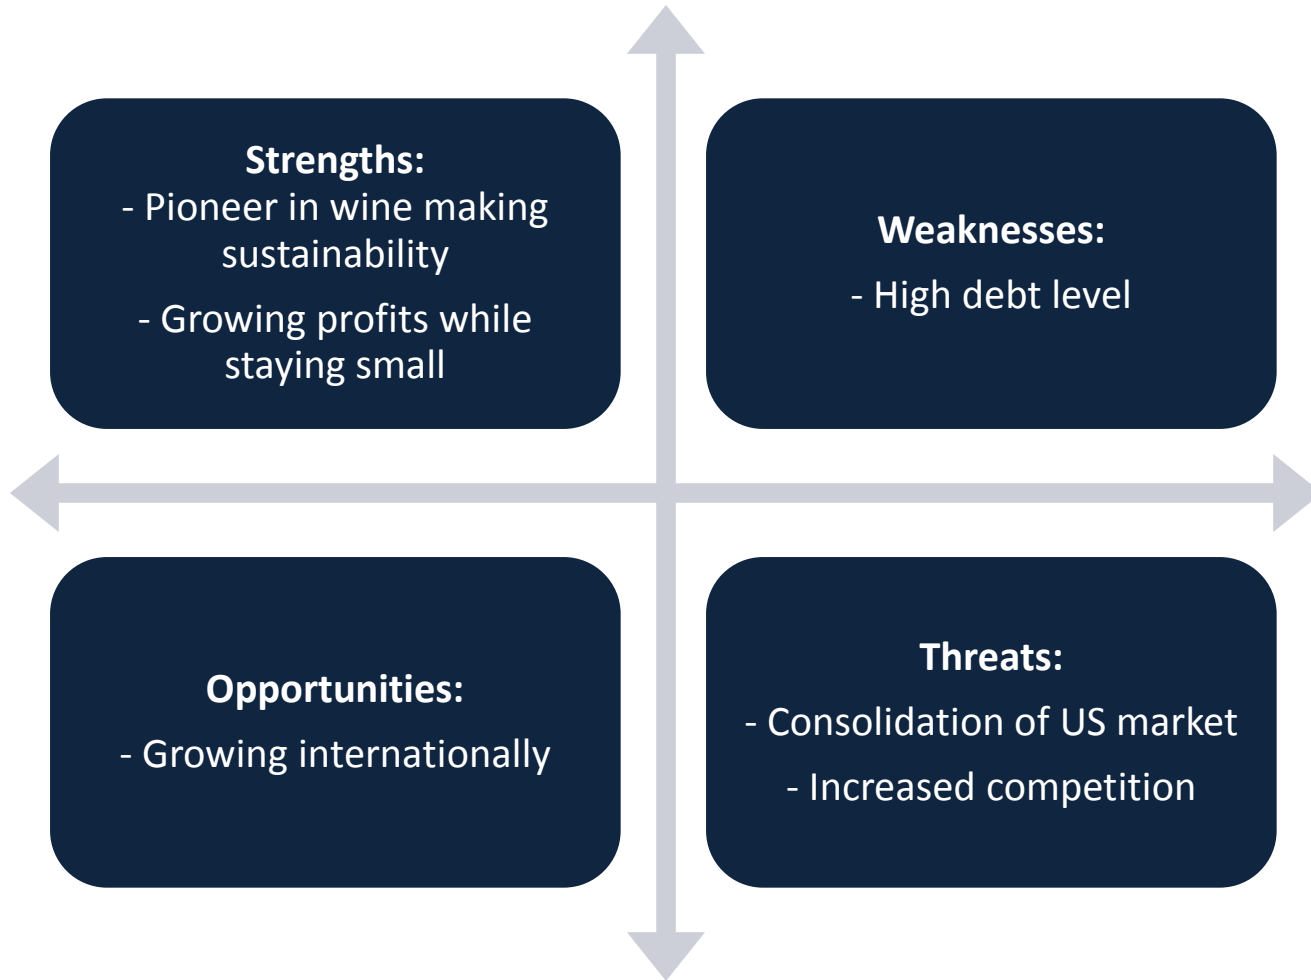 Strengths:
- Pioneer in wine making
sustainability
- Growing profits while
staying small
Weaknesses:
- High debt level
Opportunities:
- Growing internationally
Threats:
- Consolidation of US market
- Increased competition